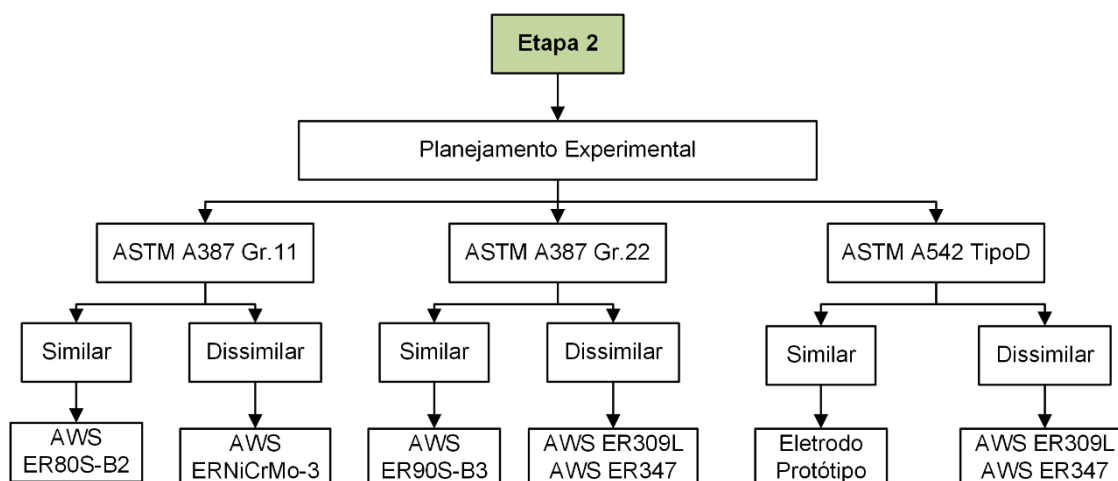 Etapa 2
Planejamento Experimental
ASTM A387 Gr.11
ASTM A387 Gr.22
ASTM A542 TipoD
Similar
Dissimilar
Similar
Dissimilar
Similar
Dissimilar
AWS
ER80S-B2
AWS
ERNiCrMo-3
AWS
ER90S-B3
AWS ER309L
AWS ER347
Eletrodo
Protótipo
AWS ER309L
AWS ER347